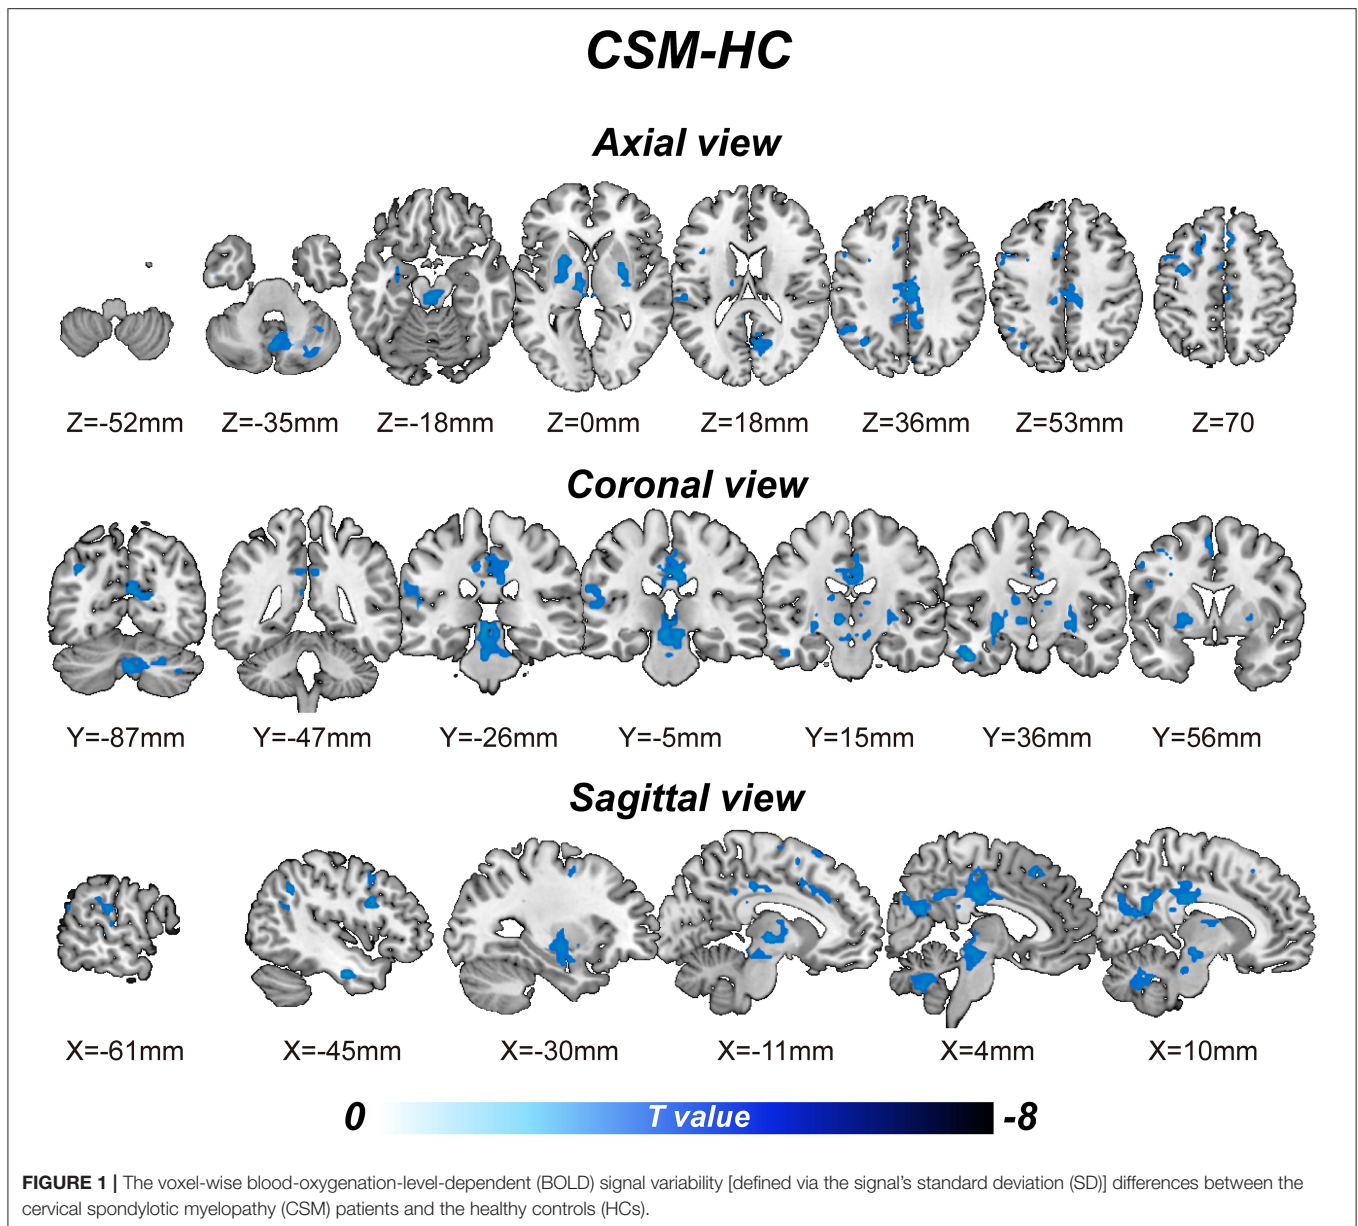 CSM-HC
Axial view
Z=-52mm Z=-35mm Z=-18mm Z=0mm Z=18mm Z=36mm Z=53mm Z=70
Coronal view
Y=-87mm Y=-47mm Y=-26mm Y=-5mm Y=15mm Y=36mm Y=56mm
Sagittal view
X=-61mm X=-45mm X=-30mm X=-11mm X=4mm X=10mm
0 T value -8
FIGURE 1 | The voxel-wise blood-oxygenation-level-dependent (BOLD) signal variability [defined via the signal's standard deviation (SD)] differences between the
cervical spondylotic myelopathy (CSM) patients and the healthy controls (HCs).